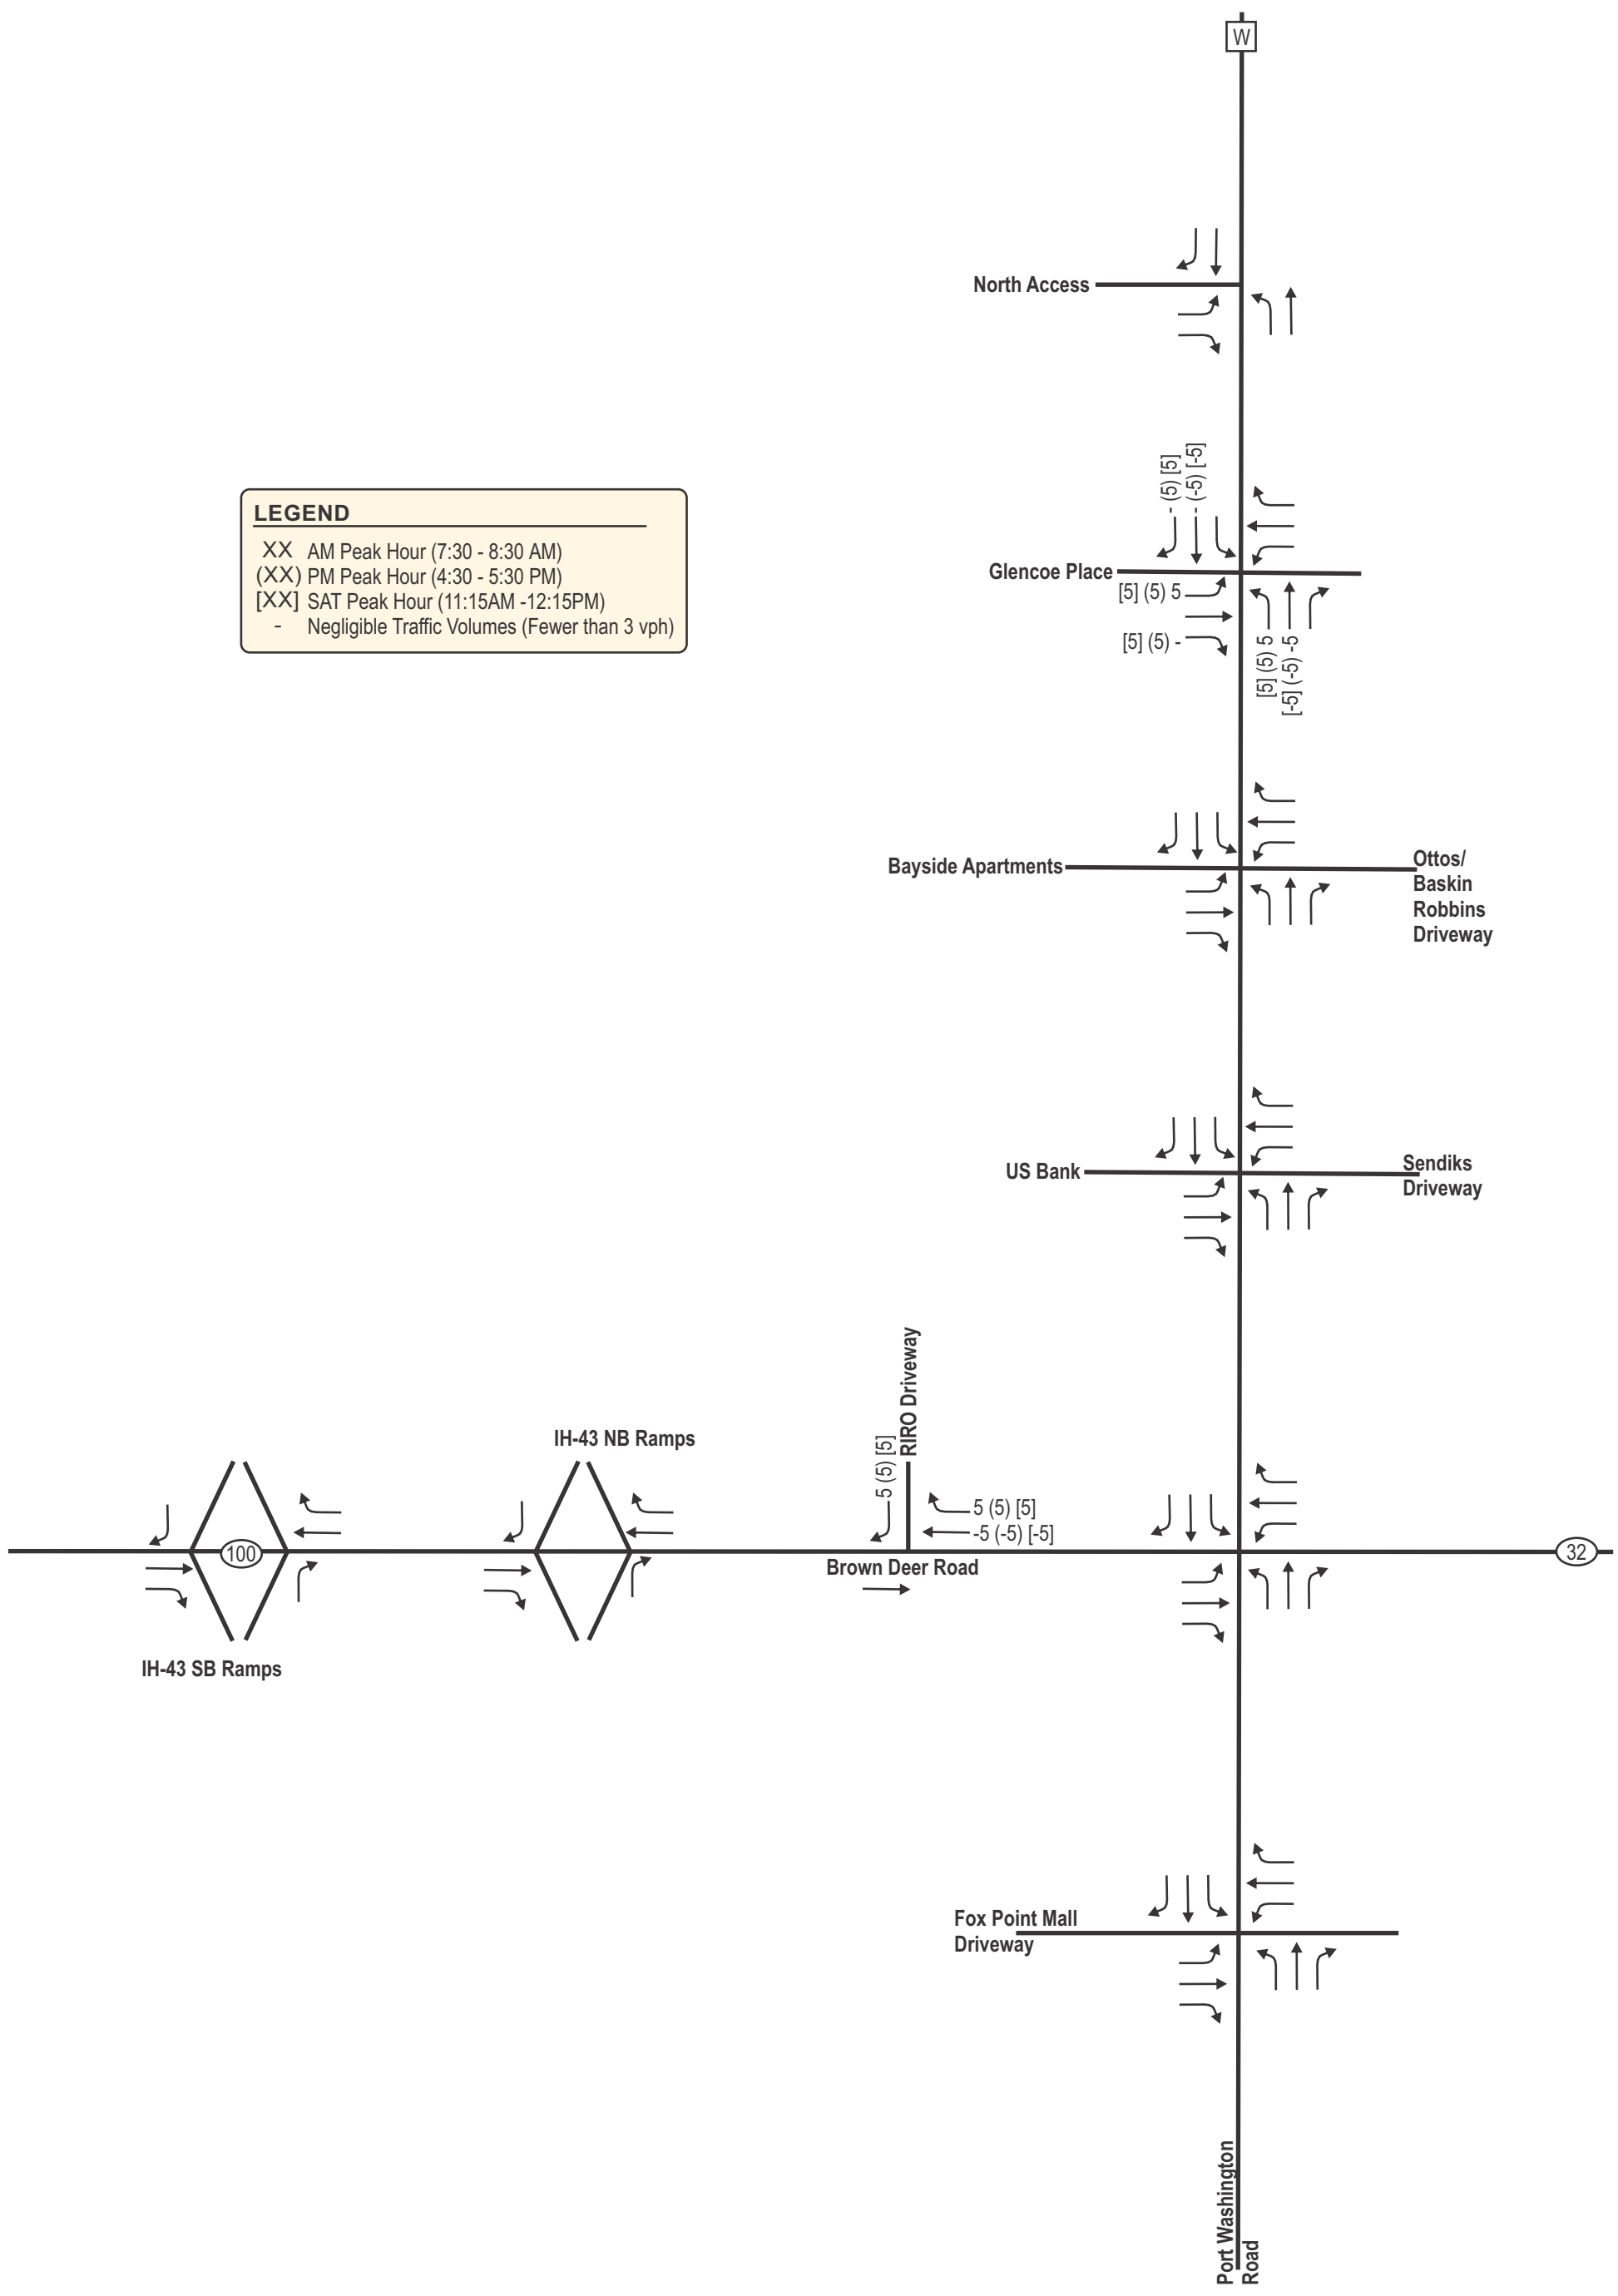 W
North Access
- (5) [5]
- (-5) [-5]
LEGEND
XX AM Peak Hour (7:30 - 8:30 AM)
(XX) PM Peak Hour (4:30 - 5:30 PM)
[XX] SAT Peak Hour (11:15AM -12:15PM)
- Negligible Traffic Volumes (Fewer than 3 vph)
Glencoe Place
[5] (5) 5
[5] (5) -
[5] (5) 5
[-5] (-5) -5
Bayside Apartments
Ottos/
Baskin
Robbins
Driveway
US Bank
Sendiks
Driveway
RIRO Driveway
IH-43 NB Ramps
5 (5) [5]
5 (5) [5]
-5 (-5) [-5]
100
Brown Deer Road
32
IH-43 SB Ramps
Fox Point Mall
Driveway
Port Washington
Road